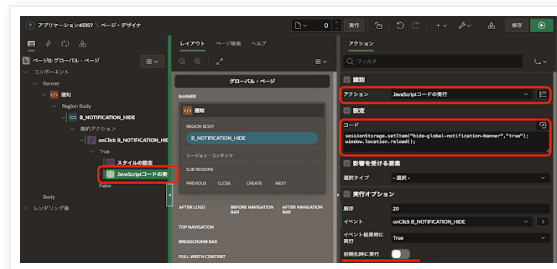 アプリケーション43357 \ ページ・デザイナ
0
実行
保存
レイアウト ページ検索 ヘルプ
アクション
フィルタ
ページ0: グローバル・ページ
コンポーネント
Banner
通知
Region Body
B_NOTIFICATION_HIDE
動的アクション
onClick B_NOTIFICATION_HIE
True
スタイルの設定
JavaScriptコードの実
False
Body
レンダリング後
グローバル・ページ
BANNER
通知
REGION BODY
B_NOTIFICATION_HIDE
リージョン・コンテンツ
SUB REGIONS
PREVIOUS CLOSE CREATE NEXT
AFTER LOGO BEFORE NAVIGATION BAR AFTER NAVIGATION BAR
TOP NAVIGATION
BREADCRUMB BAR
FULL WIDTH CONTENT
識別
アクション JavaScriptコードの実行
設定
コード
sessionStorage.setItem("hide-global-notification-banner","true");
window.location.reload();
影響を受ける要素
選択タイプ - 選択 -
実行オプション
順序 20
イベント onClick B_NOTIFICATION_HIDE
イベント結果時に実行 True
初期化時に実行